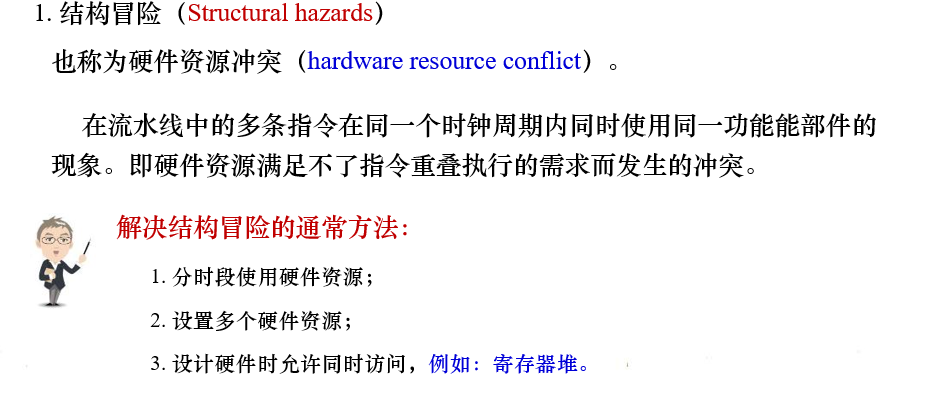 1. 结构冒险（Structural hazards）
也称为硬件资源冲突（hardware resource conflict）。
在流水线中的多条指令在同一个时钟周期内同时使用同一功能能部件的
现象。即硬件资源满足不了指令重叠执行的需求而发生的冲突。
解决结构冒险的通常方法：
1. 分时段使用硬件资源；
2. 设置多个硬件资源；
3. 设计硬件时允许同时访问，例如：寄存器堆。